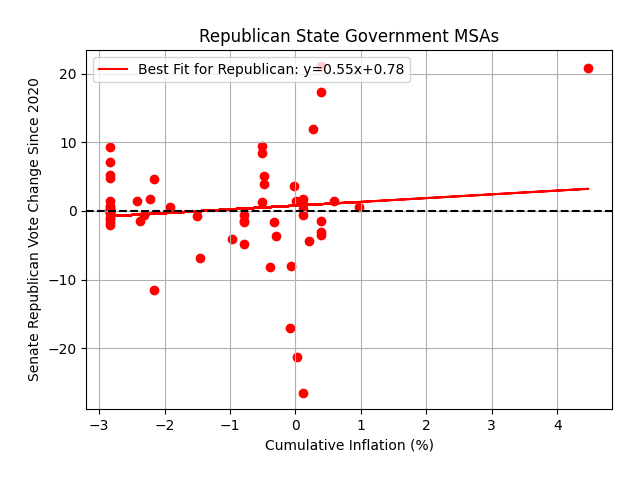 Republican State Government MSAs
Best Fit for Republican: y=0.55x+0.78
Senate Republican Vote Change Since 2020
20
10
0
−10
−20
−3 −2 −1 0 1 2 3 4
Cumulative Inflation (%)